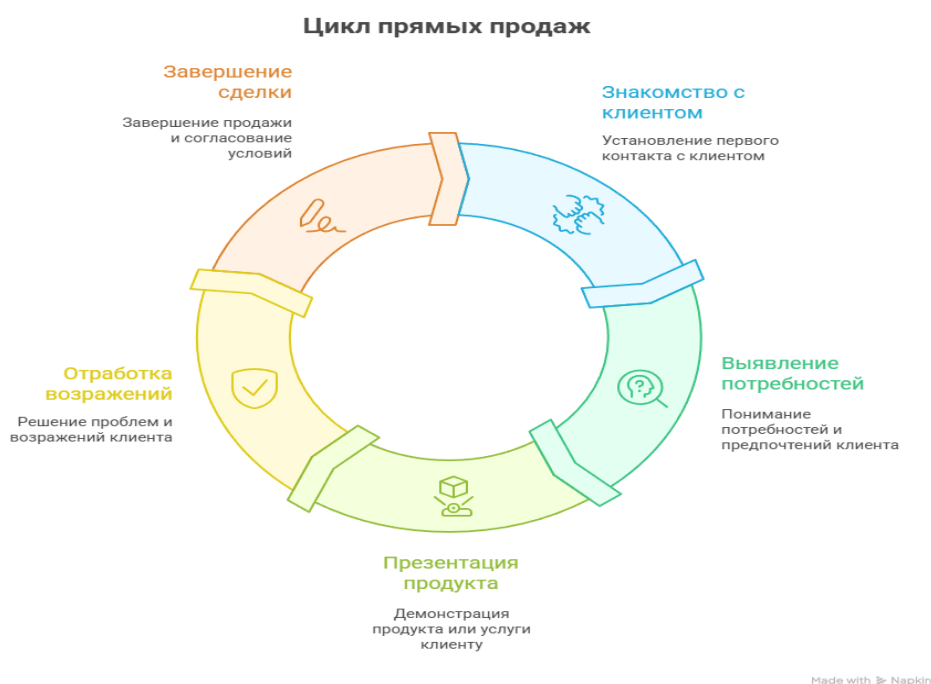 Цикл прямых продаж
Завершение
сделки
Завершение продажи
и согласование
условий
Знакомство с
клиентом
Установление первого
контакта с клиентом
Отработка
возражений
Решение проблем и
возражений клиента
Выявление
потребностей
Понимание
потребностей и
предпочтений клиента
Презентация
продукта
Демонстрация
продукта или услуги
клиенту
Made with Napkin